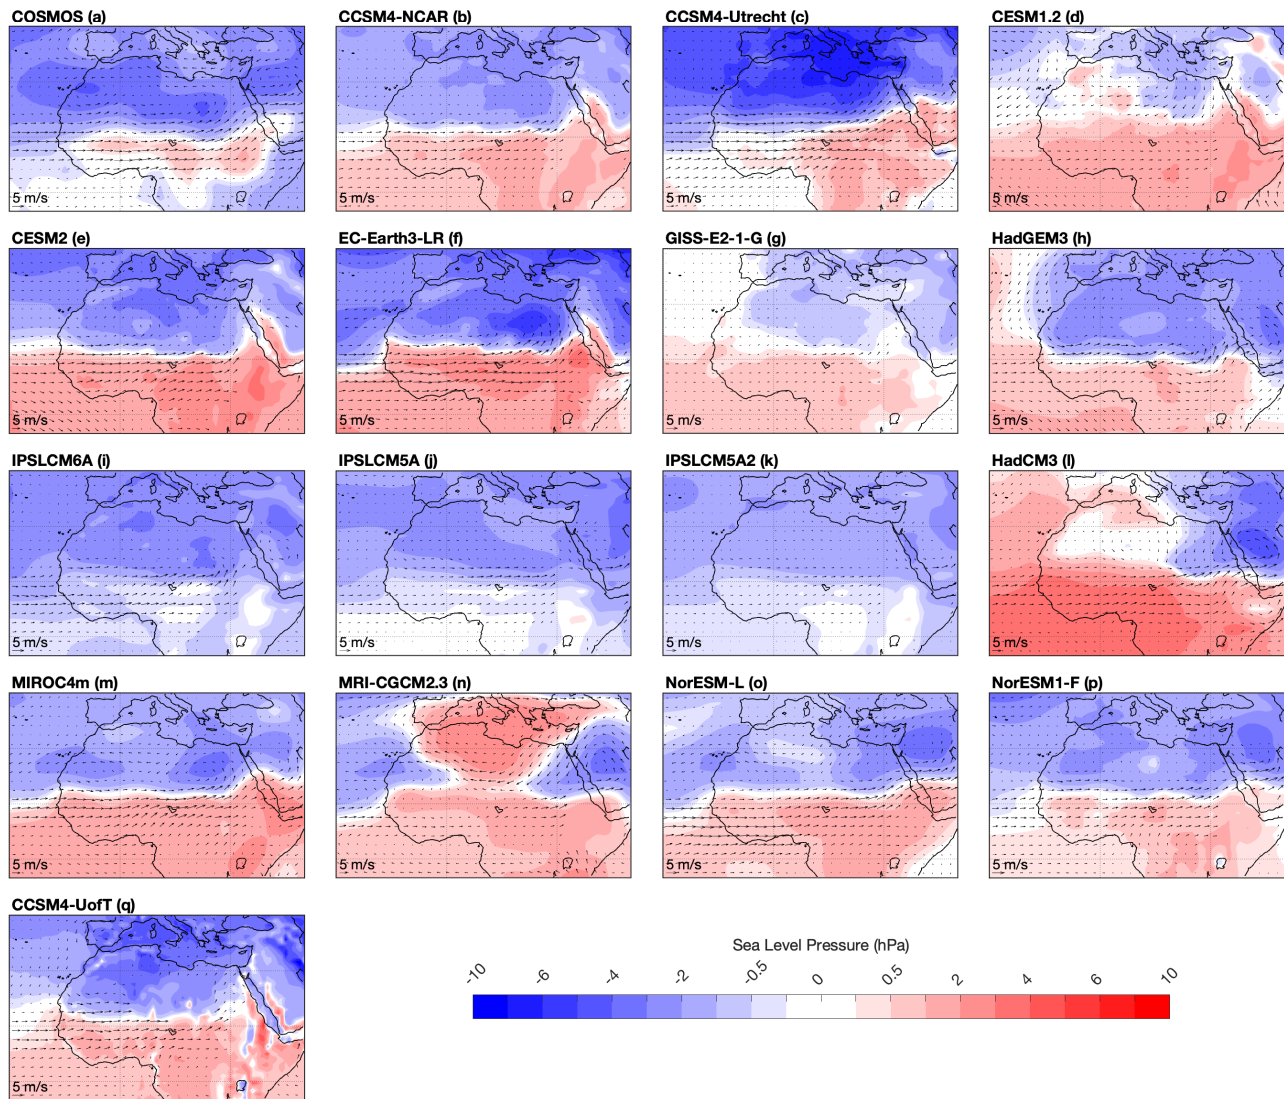 COSMOS (a)
CCSM4-NCAR (b)
CCSM4-Utrecht (c)
CESM1.2 (d)
5 m/s
5 m/s
5 m/s
5 m/s
CESM2 (e)
EC-Earth3-LR (f)
GISS-E2-1-G (g)
HadGEM3 (h)
5 m/s
5 m/s
5 m/s
5 m/s
IPSLCM6A (i)
IPSLCM5A (j)
IPSLCM5A2 (k)
HadCM3 (l)
5 m/s
5 m/s
5 m/s
5 m/s
MIROC4m (m)
MRI-CGCM2.3 (n)
NorESM-L (o)
NorESM1-F (p)
5 m/s
5 m/s
5 m/s
5 m/s
CCSM4-UofT (q)
5 m/s
Sea Level Pressure (hPa)
-10 -6 -4 -2 -0.5 0 0.5 2 4 6 10